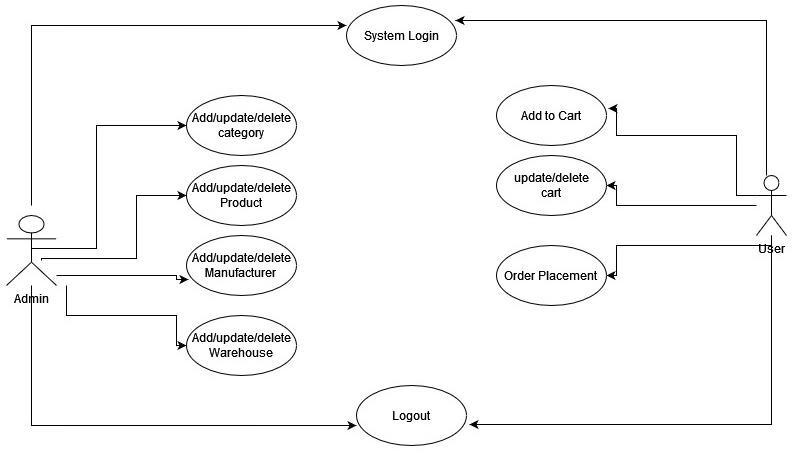 System Login
Add/update/delete
category
Add to Cart
Add/update/delete
Product
update/delete
cart
User
Add/update/delete
Manufacturer
Order Placement
Admin
Add/update/delete
Warehouse
Logout